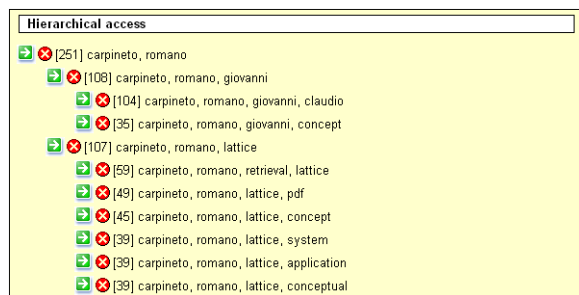 Hierarchical access
[251] carpineto, romano
[108] carpineto, romano, giovanni
[104] carpineto, romano, giovanni, claudio
[35] carpineto, romano, giovanni, concept
[107] carpineto, romano, lattice
[59] carpineto, romano, retrieval, lattice
[49] carpineto, romano, lattice, pdf
[45] carpineto, romano, lattice, concept
[39] carpineto, romano, lattice, system
[39] carpineto, romano, lattice, application
[39] carpineto, romano, lattice, conceptual